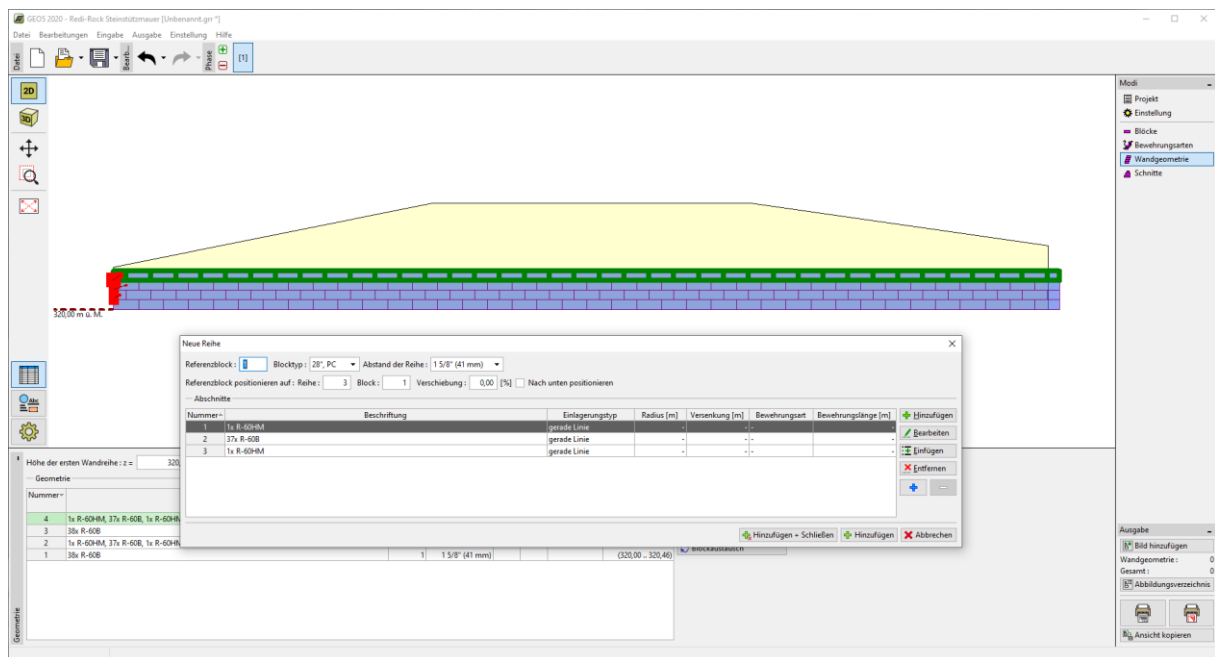 GEO5 2020 - Redi-Rock Steinstützmauer [Unbenannt.grr *]
Datei Bearbeitungen Eingabe Ausgabe Einstellung Hilfe
Datei
Bearb...
Phase
[1]
2D
3D
320,00 m ü. M.
Modi
Projekt
Einstellung
Blöcke
Bewehrungsarten
Wandgeometrie
Schnitte
Neue Reihe
Referenzblock : 1 Blocktyp : 28", PC Abstand der Reihe : 1 5/8" (41 mm)
Referenzblock positionieren auf : Reihe : 3 Block : 1 Verschiebung : 0,00 [%] Nach unten positionieren
Abschnitte
Nummer Beschriftung Einlagerungstyp Radius [m] Versenkung [m] Bewehrungsart Bewehrungslänge [m]
1 1x R-60HM gerade Linie - - - -
2 37x R-60B gerade Linie - - - -
3 1x R-60HM gerade Linie - - - -
Hinzufügen
Bearbeiten
Einfügen
Entfernen
Hinzufügen + Schließen Hinzufügen Abbrechen
Höhe der ersten Wandreihe : z = 320,
Geometrie
Nummer
4 1x R-60HM, 37x R-60B, 1x R-60HM
3 38x R-60B
2 1x R-60HM, 37x R-60B, 1x R-60HM
1 38x R-60B 1 1 5/8" (41 mm) (320,00 .. 320,46)
Blockaustausch
Geometrie
Ausgabe
Bild hinzufügen
Wandgeometrie : 0
Gesamt : 0
Abbildungsverzeichnis
Ansicht kopieren